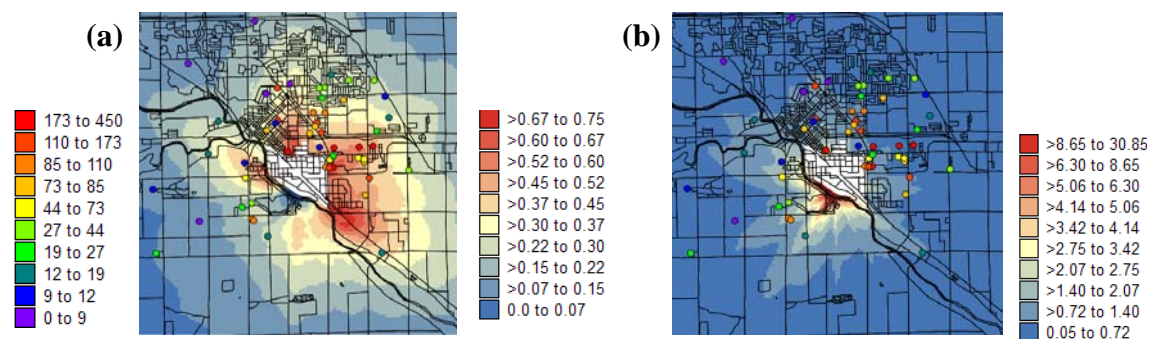 (a)
173 to 450
110 to 173
85 to 110
73 to 85
44 to 73
27 to 44
19 to 27
12 to 19
9 to 12
0 to 9
>0.67 to 0.75
>0.60 to 0.67
>0.52 to 0.60
>0.45 to 0.52
>0.37 to 0.45
>0.30 to 0.37
>0.22 to 0.30
>0.15 to 0.22
>0.07 to 0.15
0.0 to 0.07
(b)
>8.65 to 30.85
>6.30 to 8.65
>5.06 to 6.30
>4.14 to 5.06
>3.42 to 4.14
>2.75 to 3.42
>2.07 to 2.75
>1.40 to 2.07
>0.72 to 1.40
0.05 to 0.72